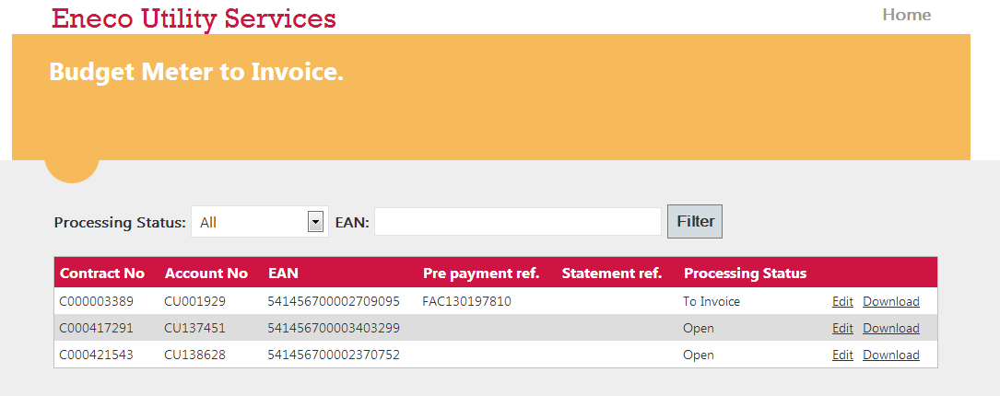 Eneco Utility Services Home
Budget Meter to Invoice.
Processing Status: All EAN: Filter
Contract No Account No EAN Pre payment ref. Statement ref. Processing Status
C000003389 CU001929 541456700002709095 FAC130197810 To Invoice Edit Download
C000417291 CU137451 541456700003403299 Open Edit Download
C000421543 CU138628 541456700002370752 Open Edit Download